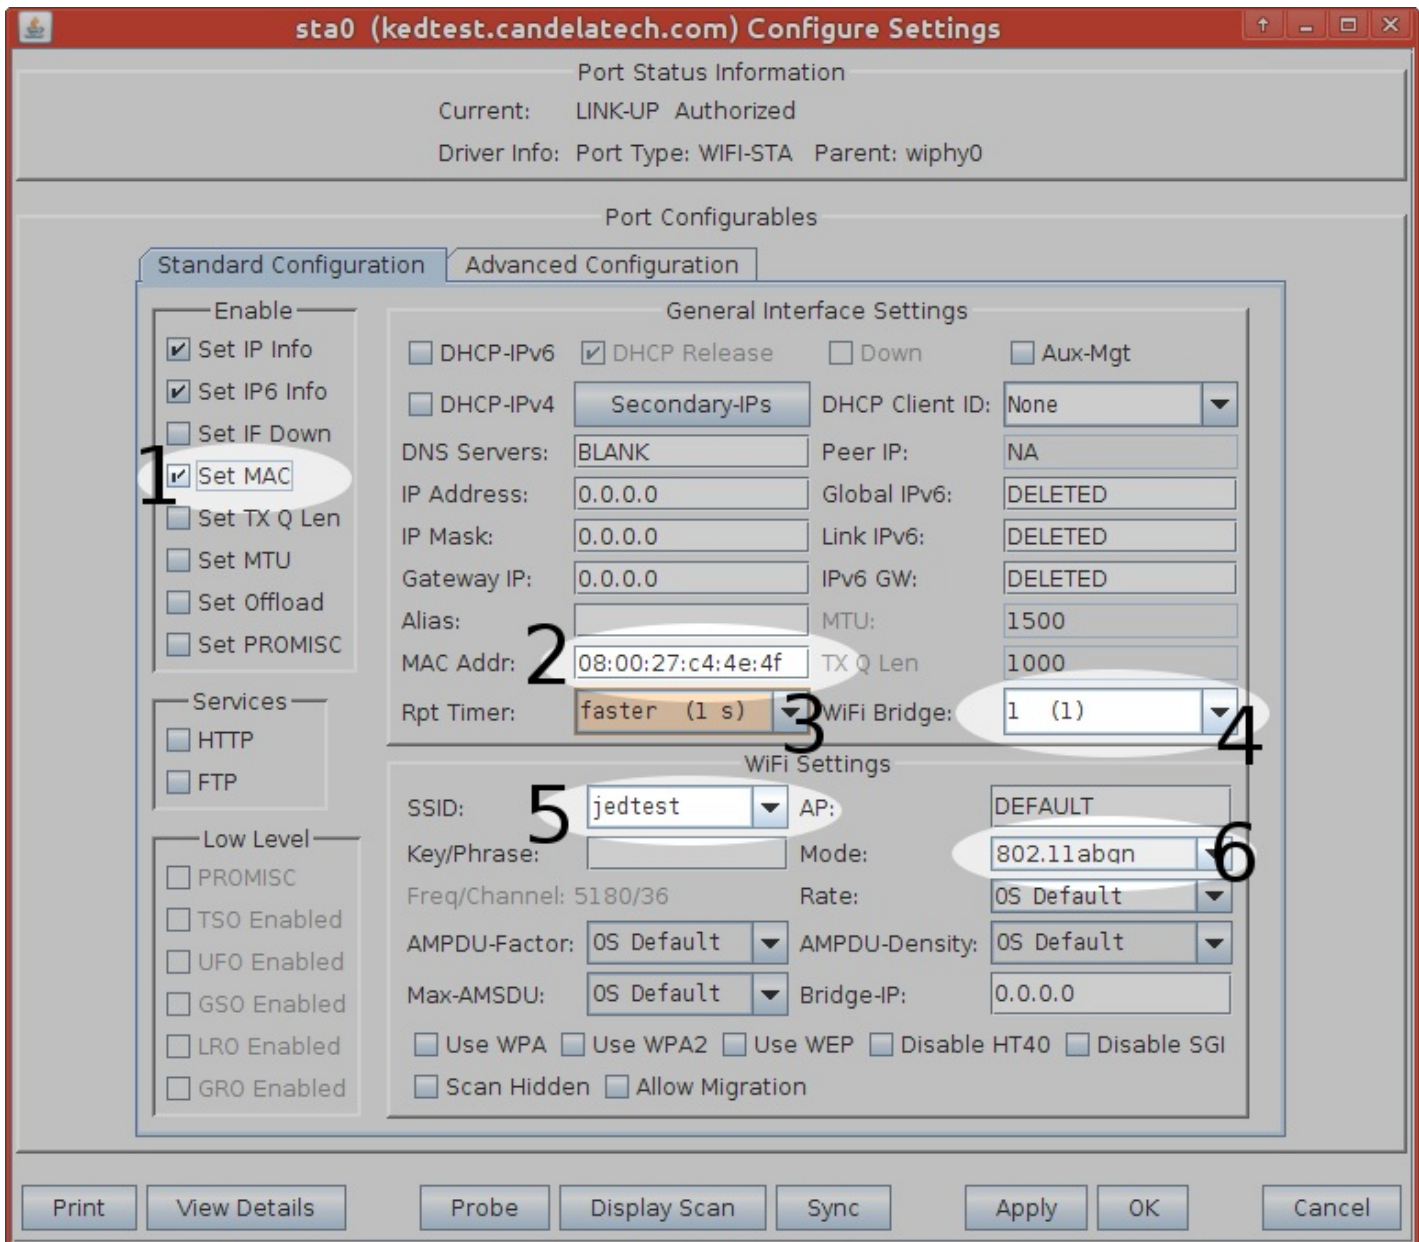 sta0 (kedtest.candelatech.com) Configure Settings
Port Status Information
Current: LINK-UP Authorized
Driver Info: Port Type: WIFI-STA Parent: wiphy0
Port Configurables
Standard Configuration Advanced Configuration
Enable
Set IP Info
Set IP6 Info
Set IF Down
1 Set MAC
Set TX Q Len
Set MTU
Set Offload
Set PROMISC
Services
HTTP
FTP
Low Level
PROMISC
TSO Enabled
UFO Enabled
GSO Enabled
LRO Enabled
GRO Enabled
General Interface Settings
DHCP-IPv6 DHCP Release Down Aux-Mgt
DHCP-IPv4 Secondary-IPs DHCP Client ID: None
DNS Servers: BLANK Peer IP: NA
IP Address: 0.0.0.0 Global IPv6: DELETED
IP Mask: 0.0.0.0 Link IPv6: DELETED
Gateway IP: 0.0.0.0 IPv6 GW: DELETED
Alias: MTU: 1500
MAC Addr: 2 08:00:27:c4:4e:4f TX Q Len 1000
Rpt Timer: faster (1 s) 3 WiFi Bridge: 1 (1) 4
WiFi Settings
SSID: 5 jedtest AP: DEFAULT
Key/Phrase: Mode: 802.11abgn 6
Freq/Channel: 5180/36 Rate: OS Default
AMPDU-Factor: OS Default AMPDU-Density: OS Default
Max-AMSDU: OS Default Bridge-IP: 0.0.0.0
Use WPA Use WPA2 Use WEP Disable HT40 Disable SGI
Scan Hidden Allow Migration
Print View Details Probe Display Scan Sync Apply OK Cancel